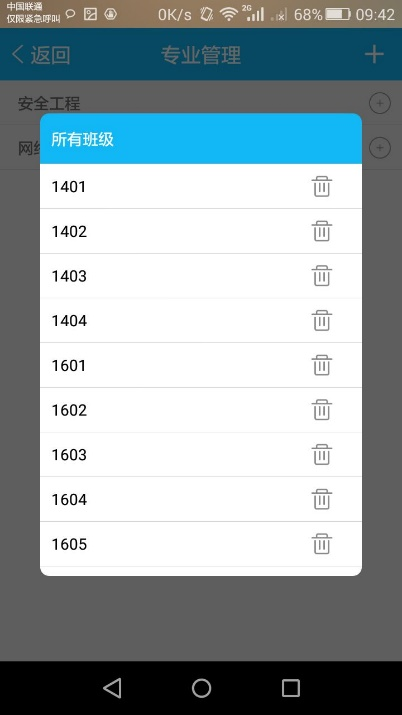 中国联通
仅限紧急呼叫
0K/s
2G
68%
09:42
返回
专业管理
安全工程
网
所有班级
1401
1402
1403
1404
1601
1602
1603
1604
1605